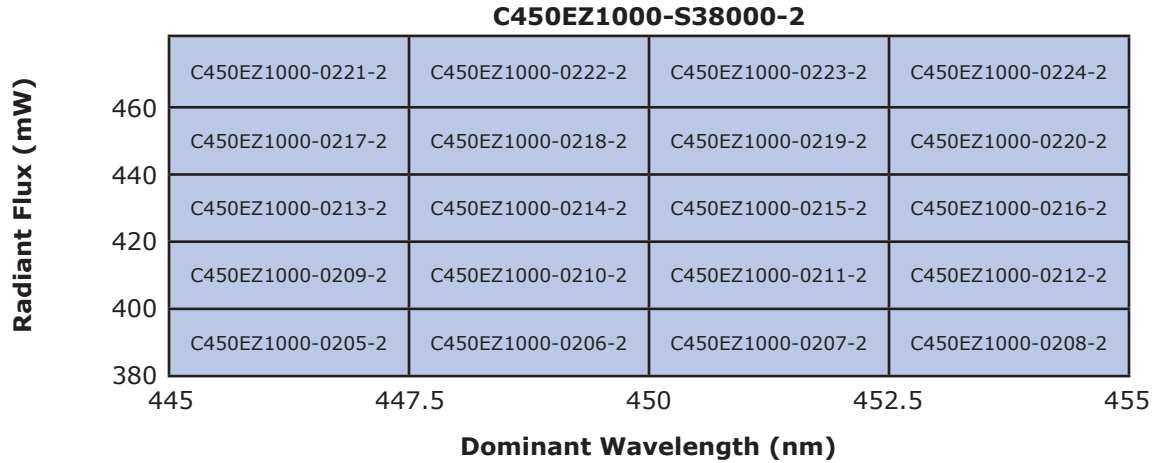 C450EZ1000-S38000-2
Radiant Flux (mW)
C450EZ1000-0221-2 C450EZ1000-0222-2 C450EZ1000-0223-2 C450EZ1000-0224-2
460
C450EZ1000-0217-2 C450EZ1000-0218-2 C450EZ1000-0219-2 C450EZ1000-0220-2
440
C450EZ1000-0213-2 C450EZ1000-0214-2 C450EZ1000-0215-2 C450EZ1000-0216-2
420
C450EZ1000-0209-2 C450EZ1000-0210-2 C450EZ1000-0211-2 C450EZ1000-0212-2
400
C450EZ1000-0205-2 C450EZ1000-0206-2 C450EZ1000-0207-2 C450EZ1000-0208-2
380
445 447.5 450 452.5 455
Dominant Wavelength (nm)